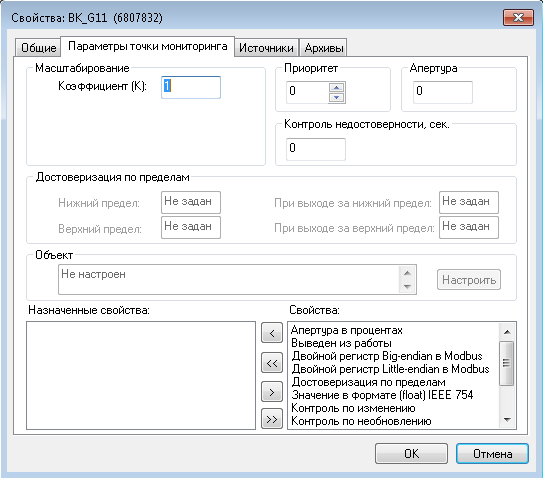 Свойства: BK_G11 (6807832)
Общие Параметры точки мониторинга Источники Архивы
Масштабирование Приоритет Апертура
Коэффициент (К): 1 0 0
Контроль недостоверности, сек.
0
Достоверизация по пределам
Нижний предел: Не задан При выходе за нижний предел: Не задан
Верхний предел: Не задан При выходе за верхний предел: Не задан
Объект
Не настроен Настроить
Назначенные свойства: Свойства:
< Апертура в процентах
Выведен из работы
<< Двойной регистр Big-endian в Modbus
Двойной регистр Little-endian в Modbus
> Достоверизация по пределам
Значение в формате (float) IEEE 754
Контроль по изменению
>> Контроль по необновлению
OK Отмена